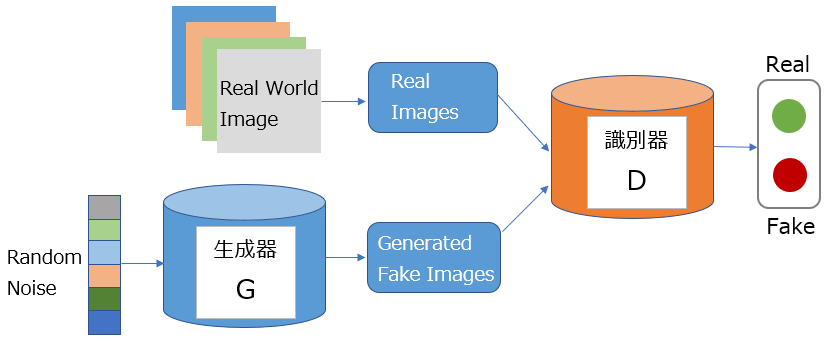 Real World
Image
Real
Images
識別器
D
Real
Fake
Random
Noise
生成器
G
Generated
Fake Images